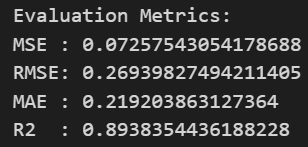 Evaluation Metrics:
MSE : 0.07257543054178688
RMSE: 0.26939827494211405
MAE : 0.219203863127364
R2  : 0.8938354436188228